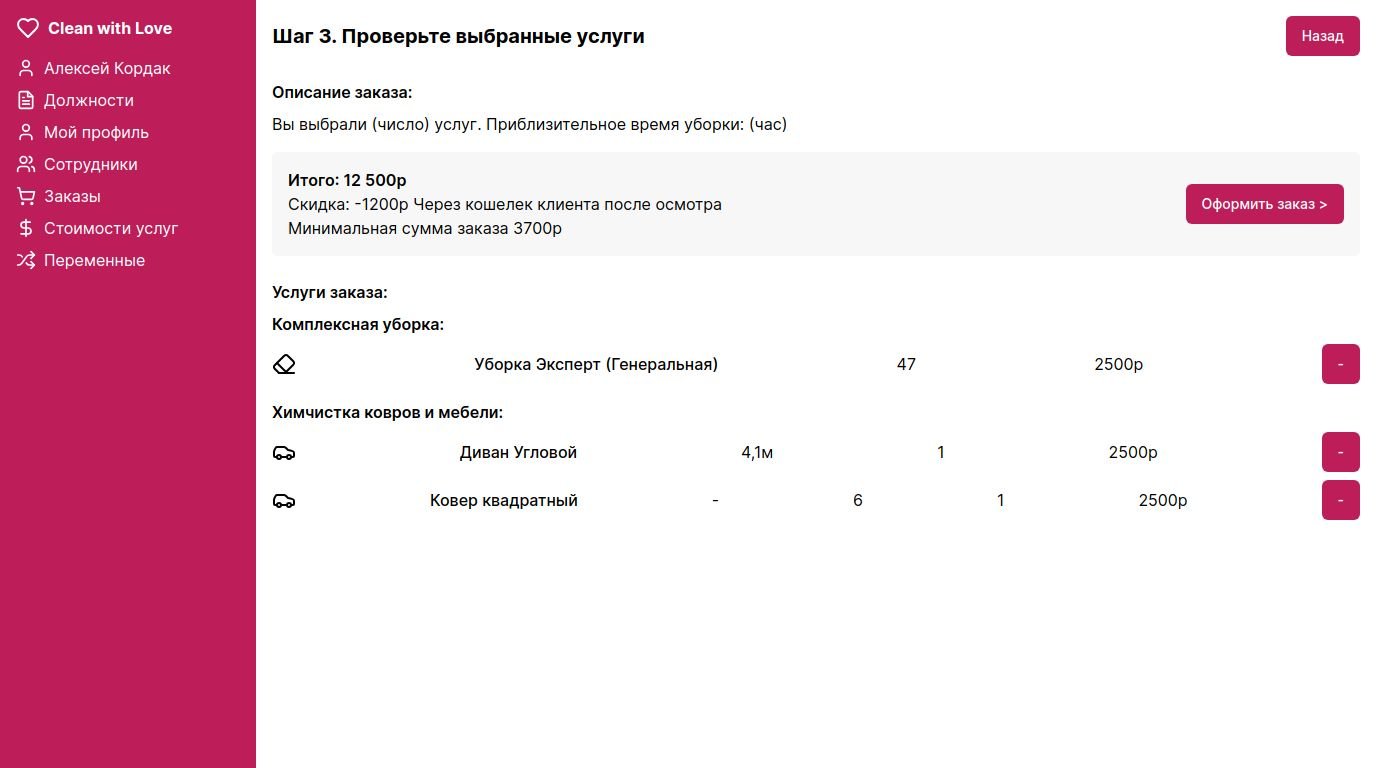 Clean with Love
Алексей Кордак
Должности
Мой профиль
Сотрудники
Заказы
Стоимости услуг
Переменные
Шаг 3. Проверьте выбранные услуги
Назад
Описание заказа:
Вы выбрали (число) услуг. Приблизительное время уборки: (час)
Итого: 12 500р
Скидка: -1200р Через кошелек клиента после осмотра
Минимальная сумма заказа 3700р
Оформить заказ >
Услуги заказа:
Комплексная уборка:
Уборка Эксперт (Генеральная) 47 2500р -
Химчистка ковров и мебели:
Диван Угловой 4,1м 1 2500р -
Ковер квадратный - 6 1 2500р -